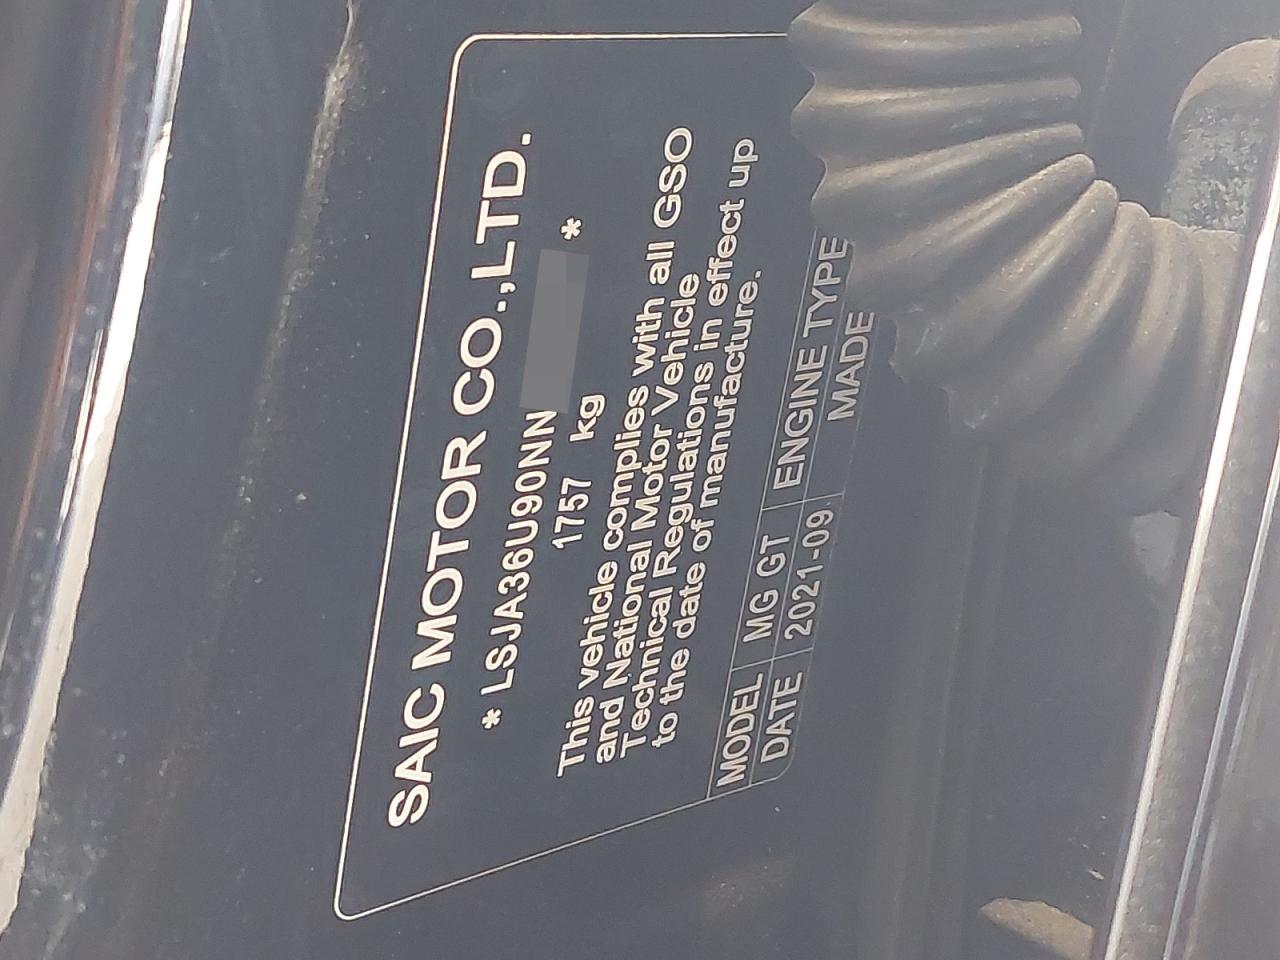 SAIC MOTOR CO.,LTD.
* LSJA36U90NN *
1757 kg
This vehicle complies with all GSO
and National Motor Vehicle
Technical Regulations in effect up
to the date of manufacture.
MODEL MG GT ENGINE TYPE
DATE 2021-09 MADE